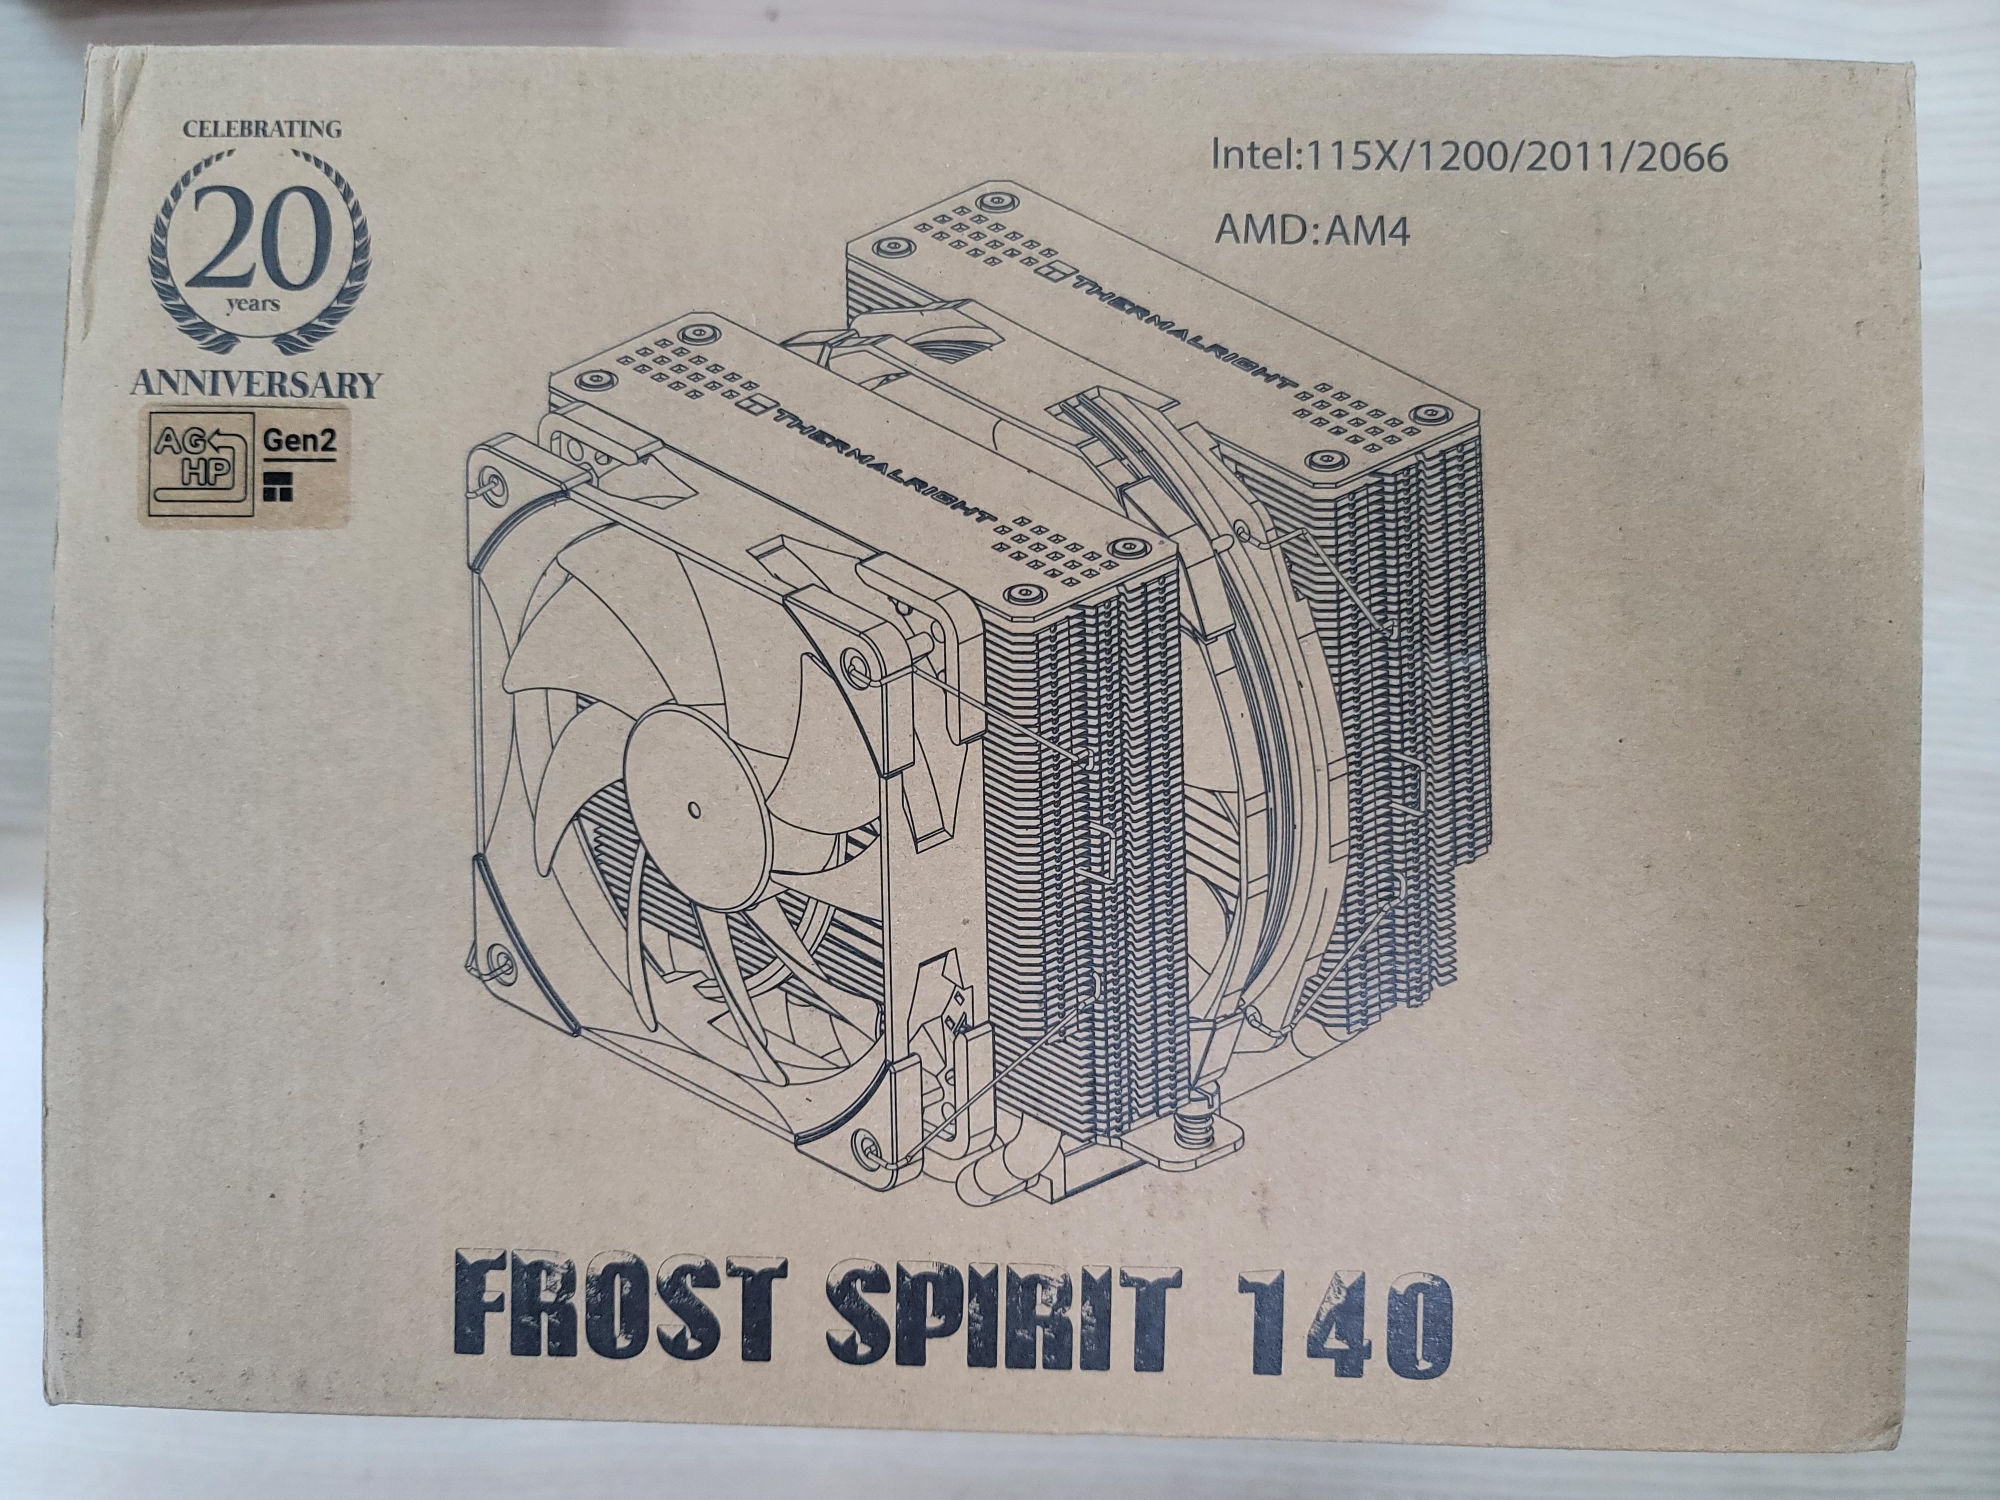 CELEBRATING
20
years
ANNIVERSARY
AG
HP
Gen2
Intel:115X/1200/2011/2066
AMD:AM4
THERMALRIGHT
THERMALRIGHT
FROST SPIRIT 140